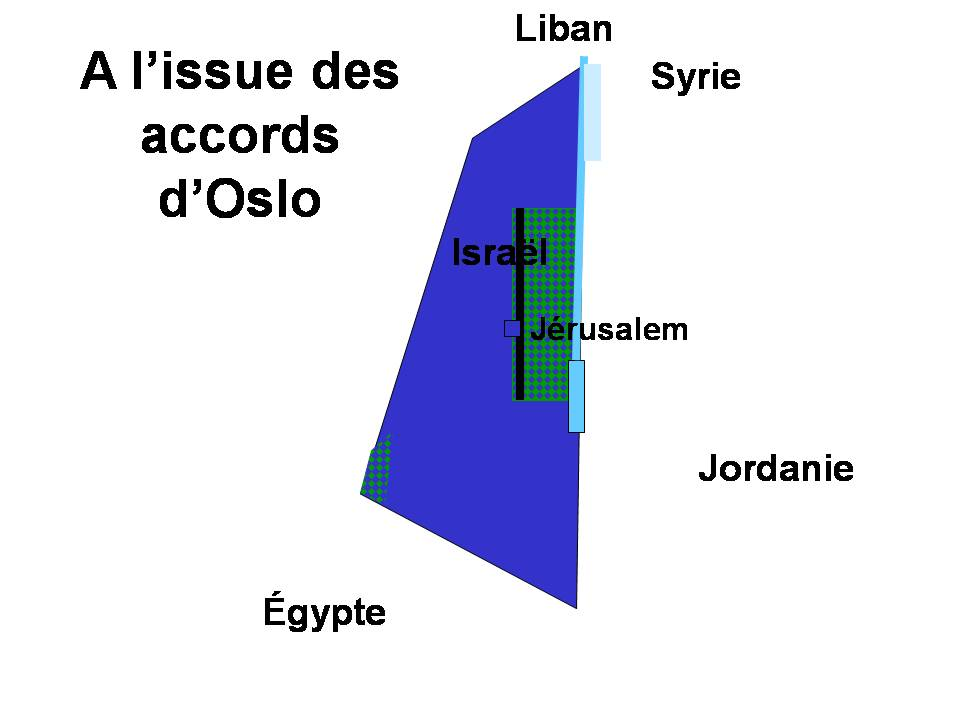 A l’issue des
accords
d’Oslo
Liban
Syrie
Israël
Jérusalem
Jordanie
Égypte